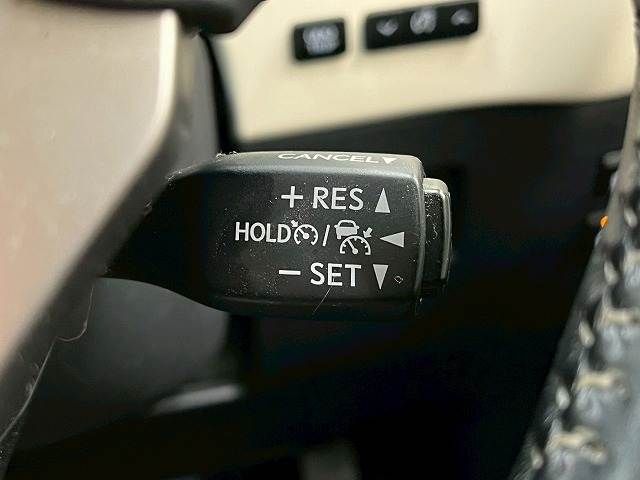 CANCEL▼
+ RES ▲
HOLD / ◀
− SET ▼